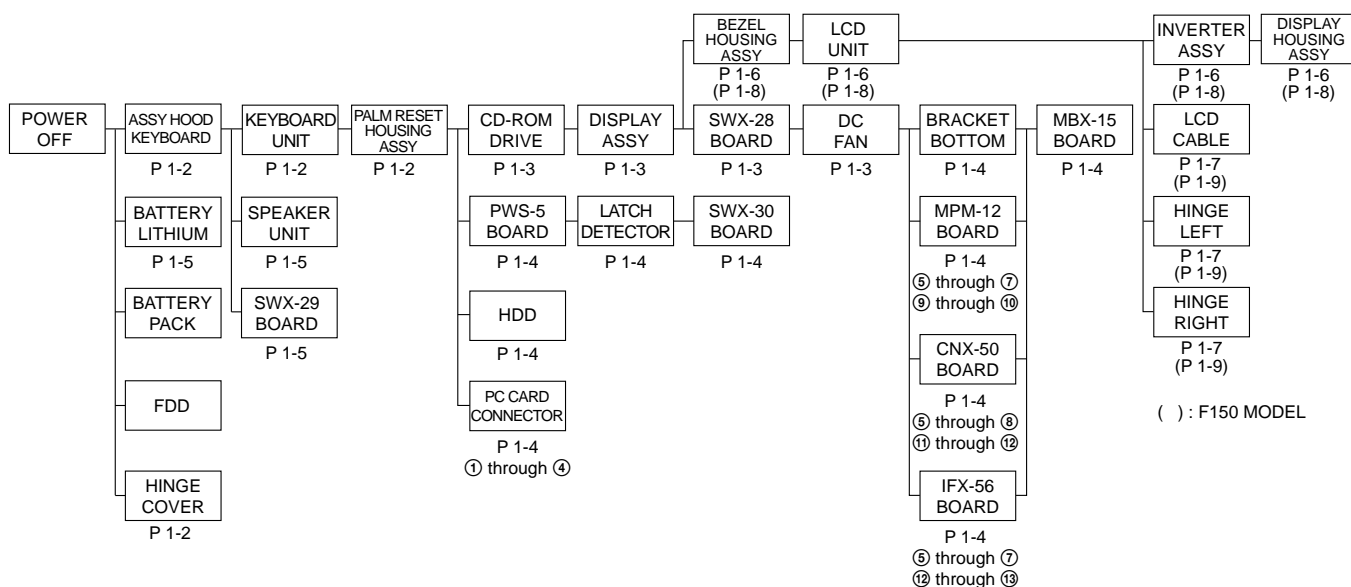 BEZEL
HOUSING
ASSY
P 1-6
(P 1-8)
LCD
UNIT
P 1-6
(P 1-8)
INVERTER
ASSY
P 1-6
(P 1-8)
DISPLAY
HOUSING
ASSY
P 1-6
(P 1-8)
POWER
OFF
ASSY HOOD
KEYBOARD
P 1-2
KEYBOARD
UNIT
P 1-2
PALM RESET
HOUSING
ASSY
P 1-2
CD-ROM
DRIVE
P 1-3
DISPLAY
ASSY
P 1-3
SWX-28
BOARD
P 1-3
DC
FAN
P 1-3
BRACKET
BOTTOM
P 1-4
MBX-15
BOARD
P 1-4
LCD
CABLE
P 1-7
(P 1-9)
BATTERY
LITHIUM
P 1-5
SPEAKER
UNIT
P 1-5
PWS-5
BOARD
P 1-4
LATCH
DETECTOR
P 1-4
SWX-30
BOARD
P 1-4
MPM-12
BOARD
P 1-4
⑤ through ⑦
⑨ through ⑩
HINGE
LEFT
P 1-7
(P 1-9)
BATTERY
PACK
SWX-29
BOARD
P 1-5
HDD
P 1-4
HINGE
RIGHT
P 1-7
(P 1-9)
FDD
PC CARD
CONNECTOR
P 1-4
① through ④
CNX-50
BOARD
P 1-4
⑤ through ⑧
⑪ through ⑫
( ) : F150 MODEL
HINGE
COVER
P 1-2
IFX-56
BOARD
P 1-4
⑤ through ⑦
⑫ through ⑬